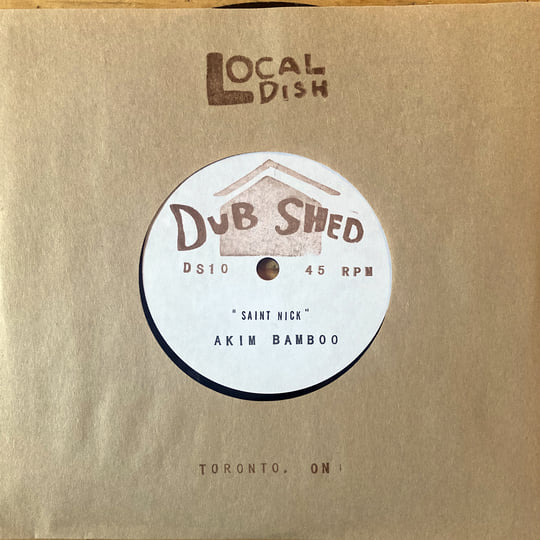 LOCAL
DISH
DUB SHED
DS10 45 RPM
"SAINT NICK"
AKIM BAMBOO
TORONTO. ON